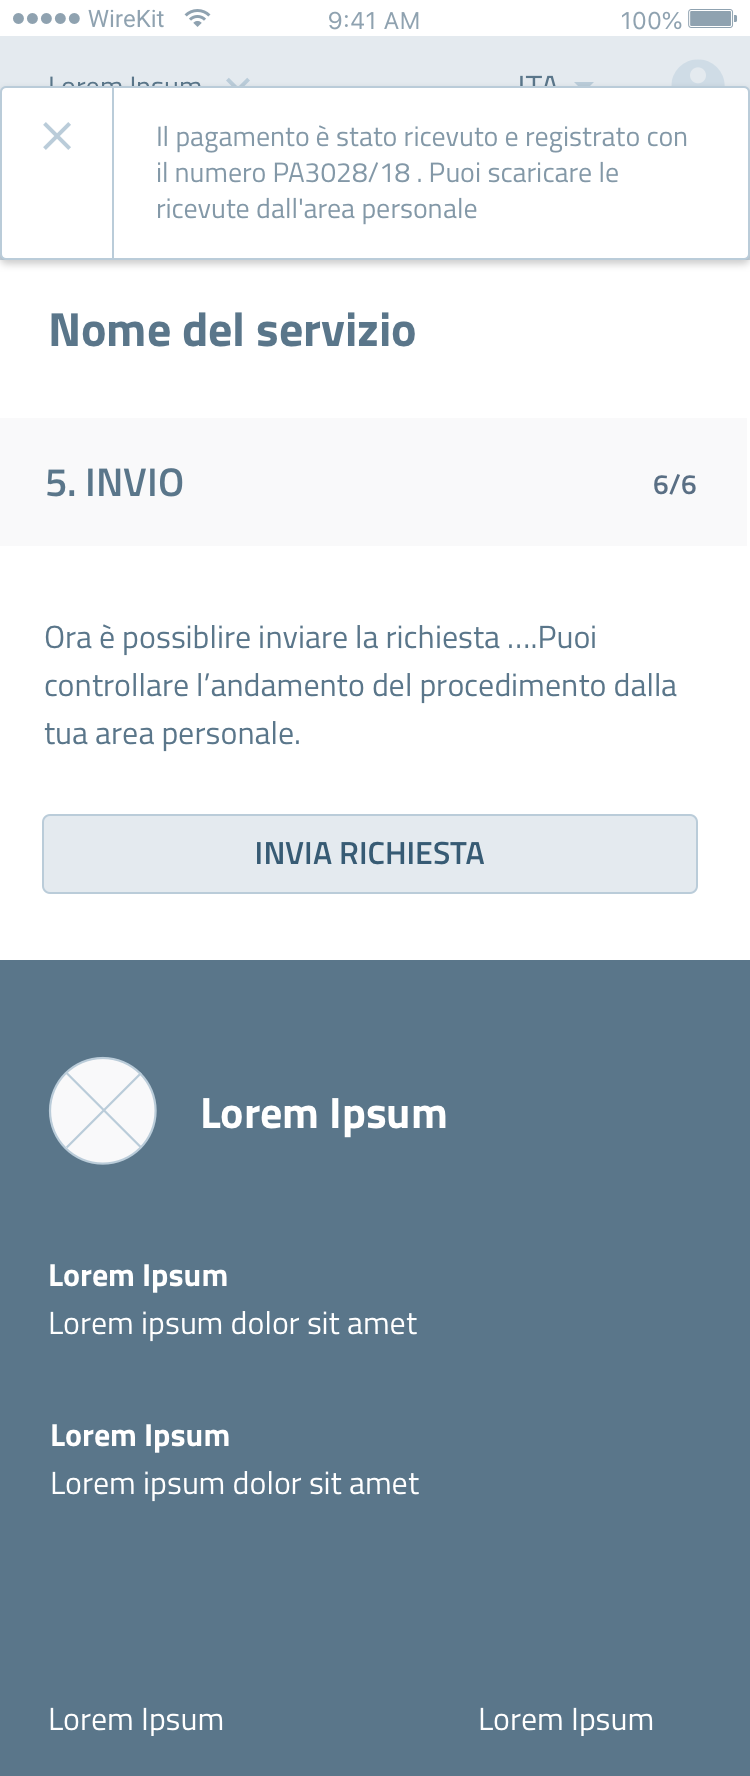 WireKit 9:41 AM 100%
Lorem Ipsum ITA
Il pagamento è stato ricevuto e registrato con
il numero PA3028/18 . Puoi scaricare le
ricevute dall'area personale
Nome del servizio
5. INVIO 6/6
Ora è possiblire inviare la richiesta ....Puoi
controllare l’andamento del procedimento dalla
tua area personale.
INVIA RICHIESTA
Lorem Ipsum
Lorem Ipsum
Lorem ipsum dolor sit amet
Lorem Ipsum
Lorem ipsum dolor sit amet
Lorem Ipsum Lorem Ipsum